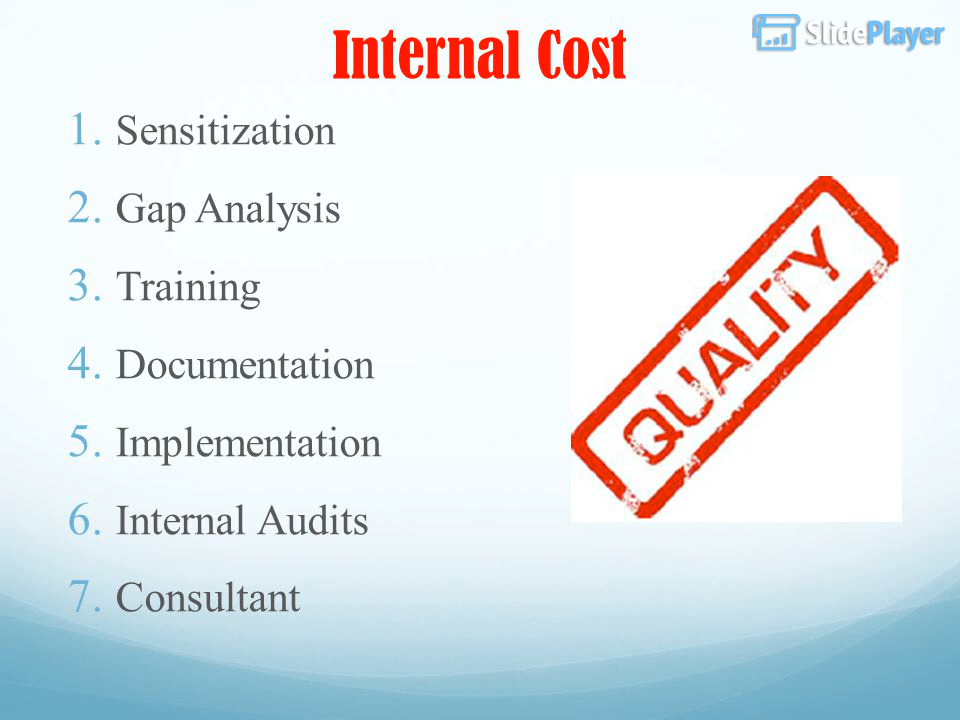 Internal Cost
SlidePlayer
1. Sensitization
2. Gap Analysis
3. Training
4. Documentation
5. Implementation
6. Internal Audits
7. Consultant
QUALITY